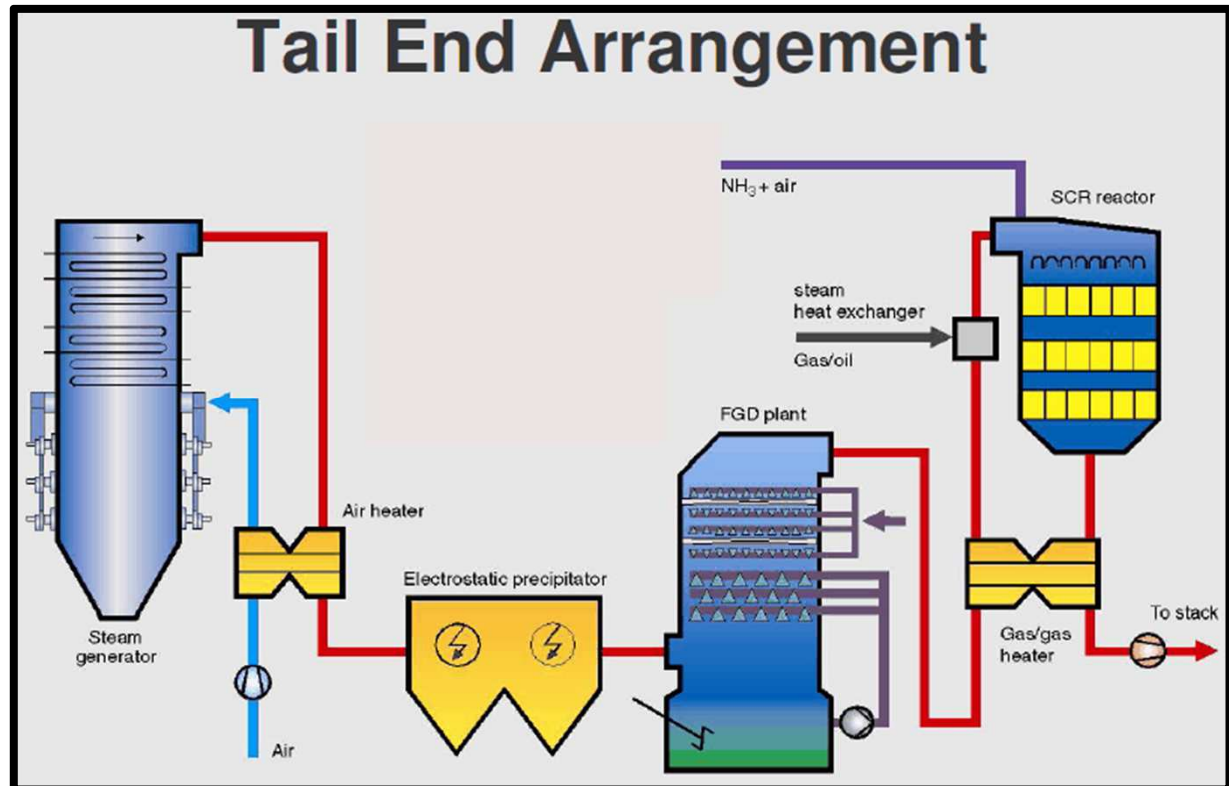 Tail End Arrangement
NH₃ + air
SCR reactor
steam
heat exchanger
Gas/oil
FGD plant
Air heater
Electrostatic precipitator
Steam
generator
Gas/gas
heater
To stack
Air